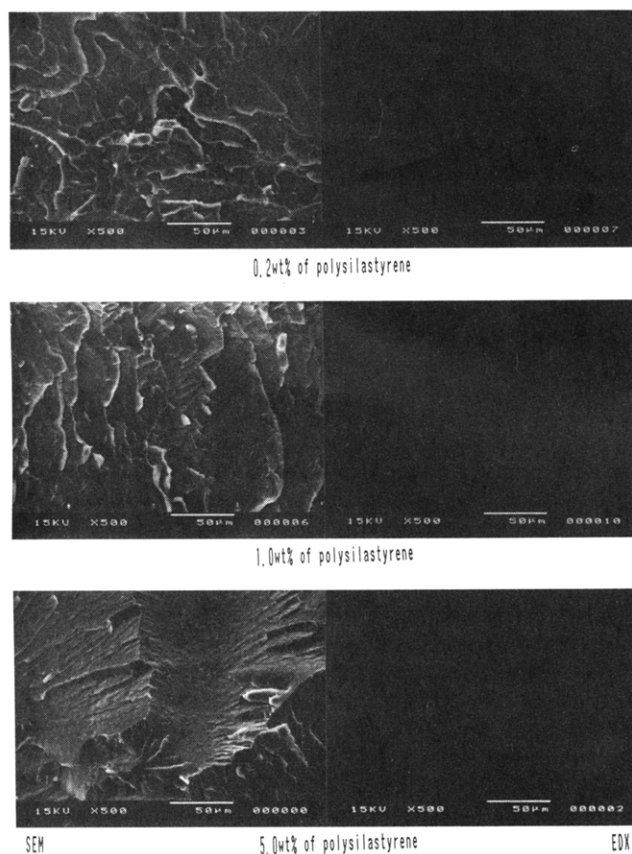 15KV X500 50μm 000003 15KV X500 50μm 000007
0.2wt% of polysilastyrene
15KV X500 50μm 000006 15KV X500 50μm 000010
1.0wt% of polysilastyrene
15KV X500 50μm 000000 15KV X500 50μm 000002
SEM 5.0wt% of polysilastyrene EDX